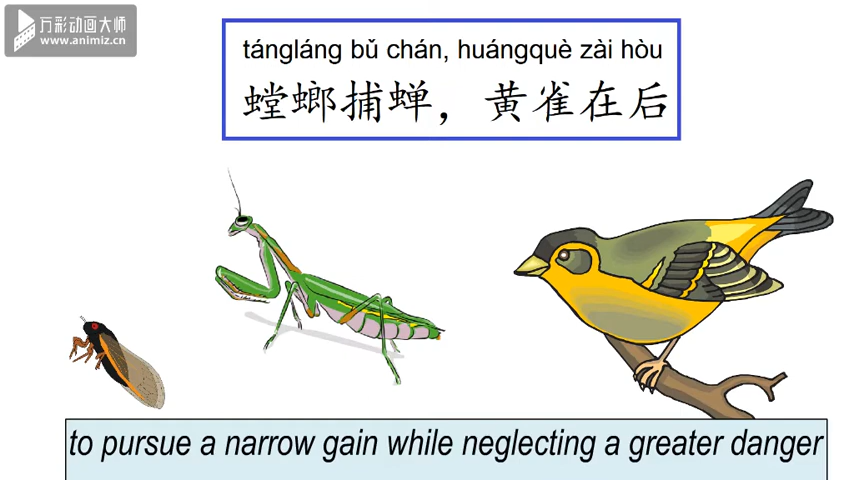 万彩动画大师
www.animiz.cn
tángláng bǔ chán, huángquè zài hòu
螳螂捕蝉，黄雀在后
to pursue a narrow gain while neglecting a greater danger